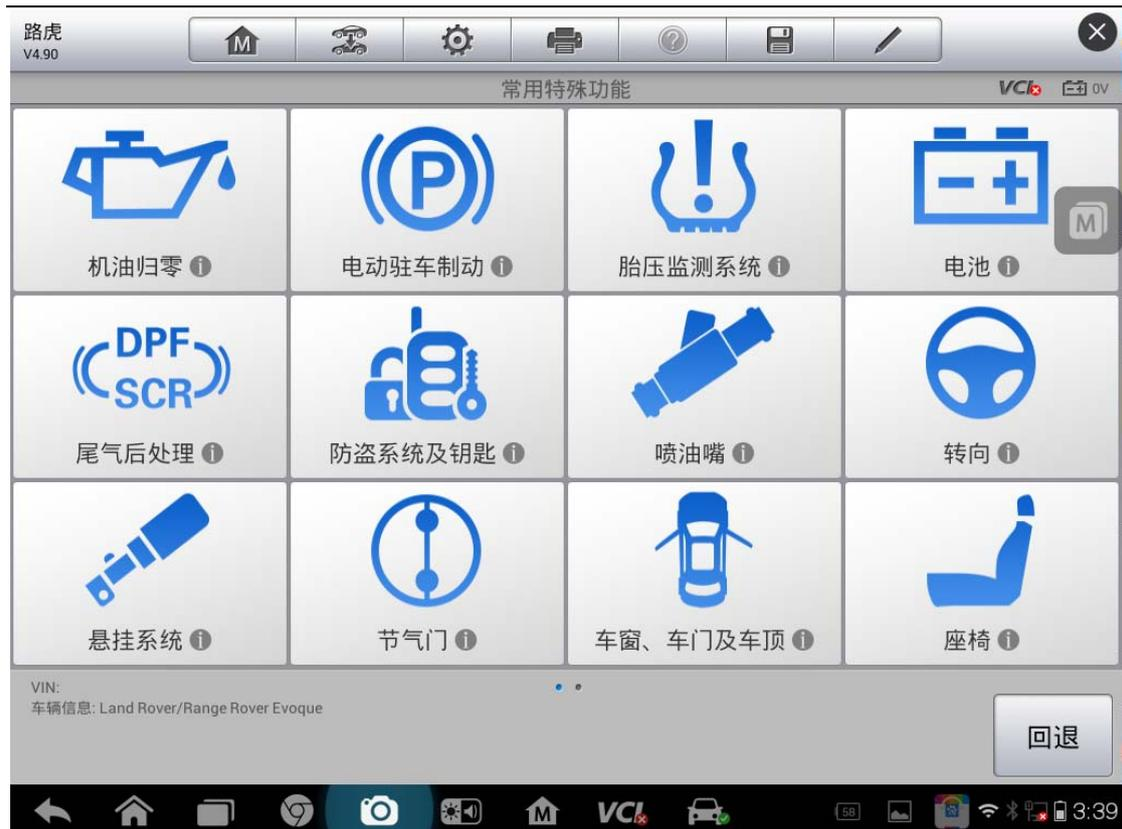 路虎
V4.90
M
常用特殊功能
VCI 0V
机油归零
P
电动驻车制动
胎压监测系统
电池
M
DPF
SCR
尾气后处理
防盗系统及钥匙
喷油嘴
转向
悬挂系统
节气门
车窗、车门及车顶
座椅
VIN:
车辆信息: Land Rover/Range Rover Evoque
回退
M VCI 58 3:39